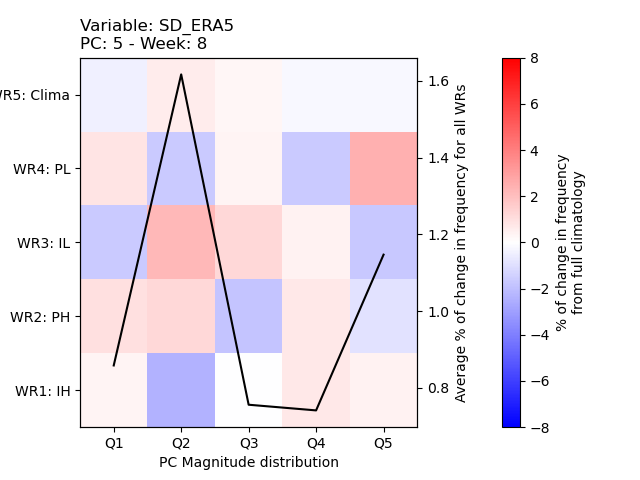 Variable: SD_ERA5
PC: 5 - Week: 8
WR5: Clima
WR4: PL
WR3: IL
WR2: PH
WR1: IH
Q1 Q2 Q3 Q4 Q5
PC Magnitude distribution
1.6
1.4
1.2
1.0
0.8
Average % of change in frequency for all WRs
8
6
4
2
0
−2
−4
−6
−8
% of change in frequency
from full climatology